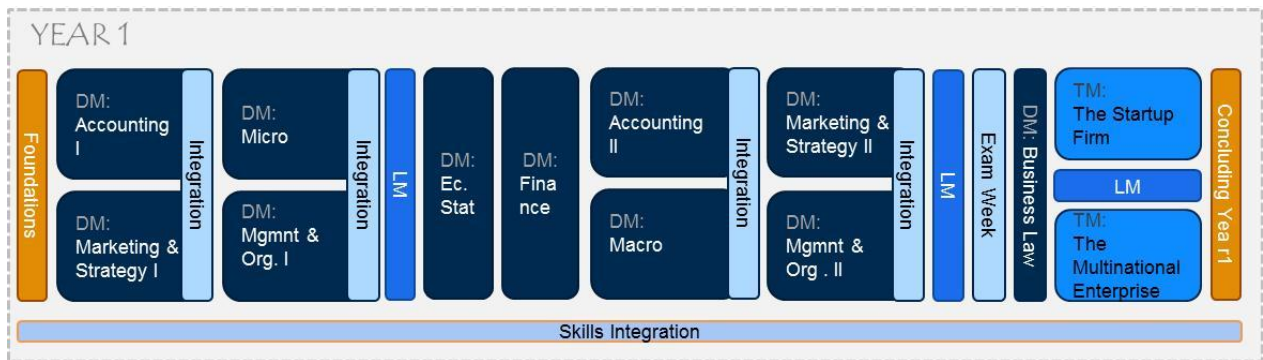 YEAR 1
Foundations
DM:
Accounting
I
DM:
Marketing &
Strategy I
Integration
DM:
Micro
DM:
Mgmnt &
Org. I
Integration
LM
DM:
Ec.
Stat
DM:
Fina
nce
DM:
Accounting
II
DM:
Macro
Integration
DM:
Marketing &
Strategy II
DM:
Mgmnt &
Org . II
Integration
LM
Exam Week
DM: Business Law
TM:
The Startup
Firm
LM
TM:
The
Multinational
Enterprise
Concluding Yea r1
Skills Integration